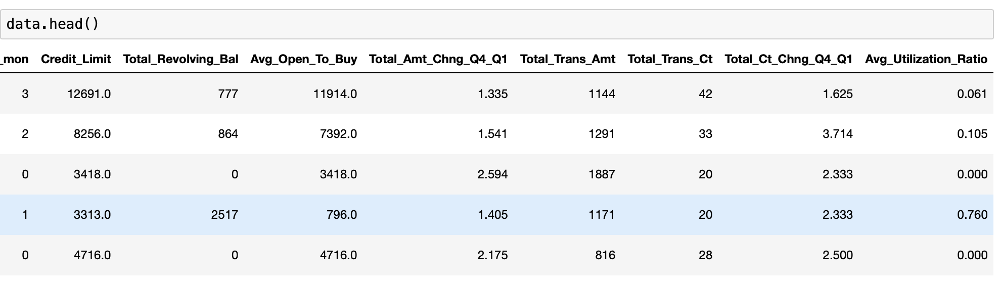 data.head()
_mon Credit_Limit Total_Revolving_Bal Avg_Open_To_Buy Total_Amt_Chng_Q4_Q1 Total_Trans_Amt Total_Trans_Ct Total_Ct_Chng_Q4_Q1 Avg_Utilization_Ratio
3 12691.0 777 11914.0 1.335 1144 42 1.625 0.061
2 8256.0 864 7392.0 1.541 1291 33 3.714 0.105
0 3418.0 0 3418.0 2.594 1887 20 2.333 0.000
1 3313.0 2517 796.0 1.405 1171 20 2.333 0.760
0 4716.0 0 4716.0 2.175 816 28 2.500 0.000